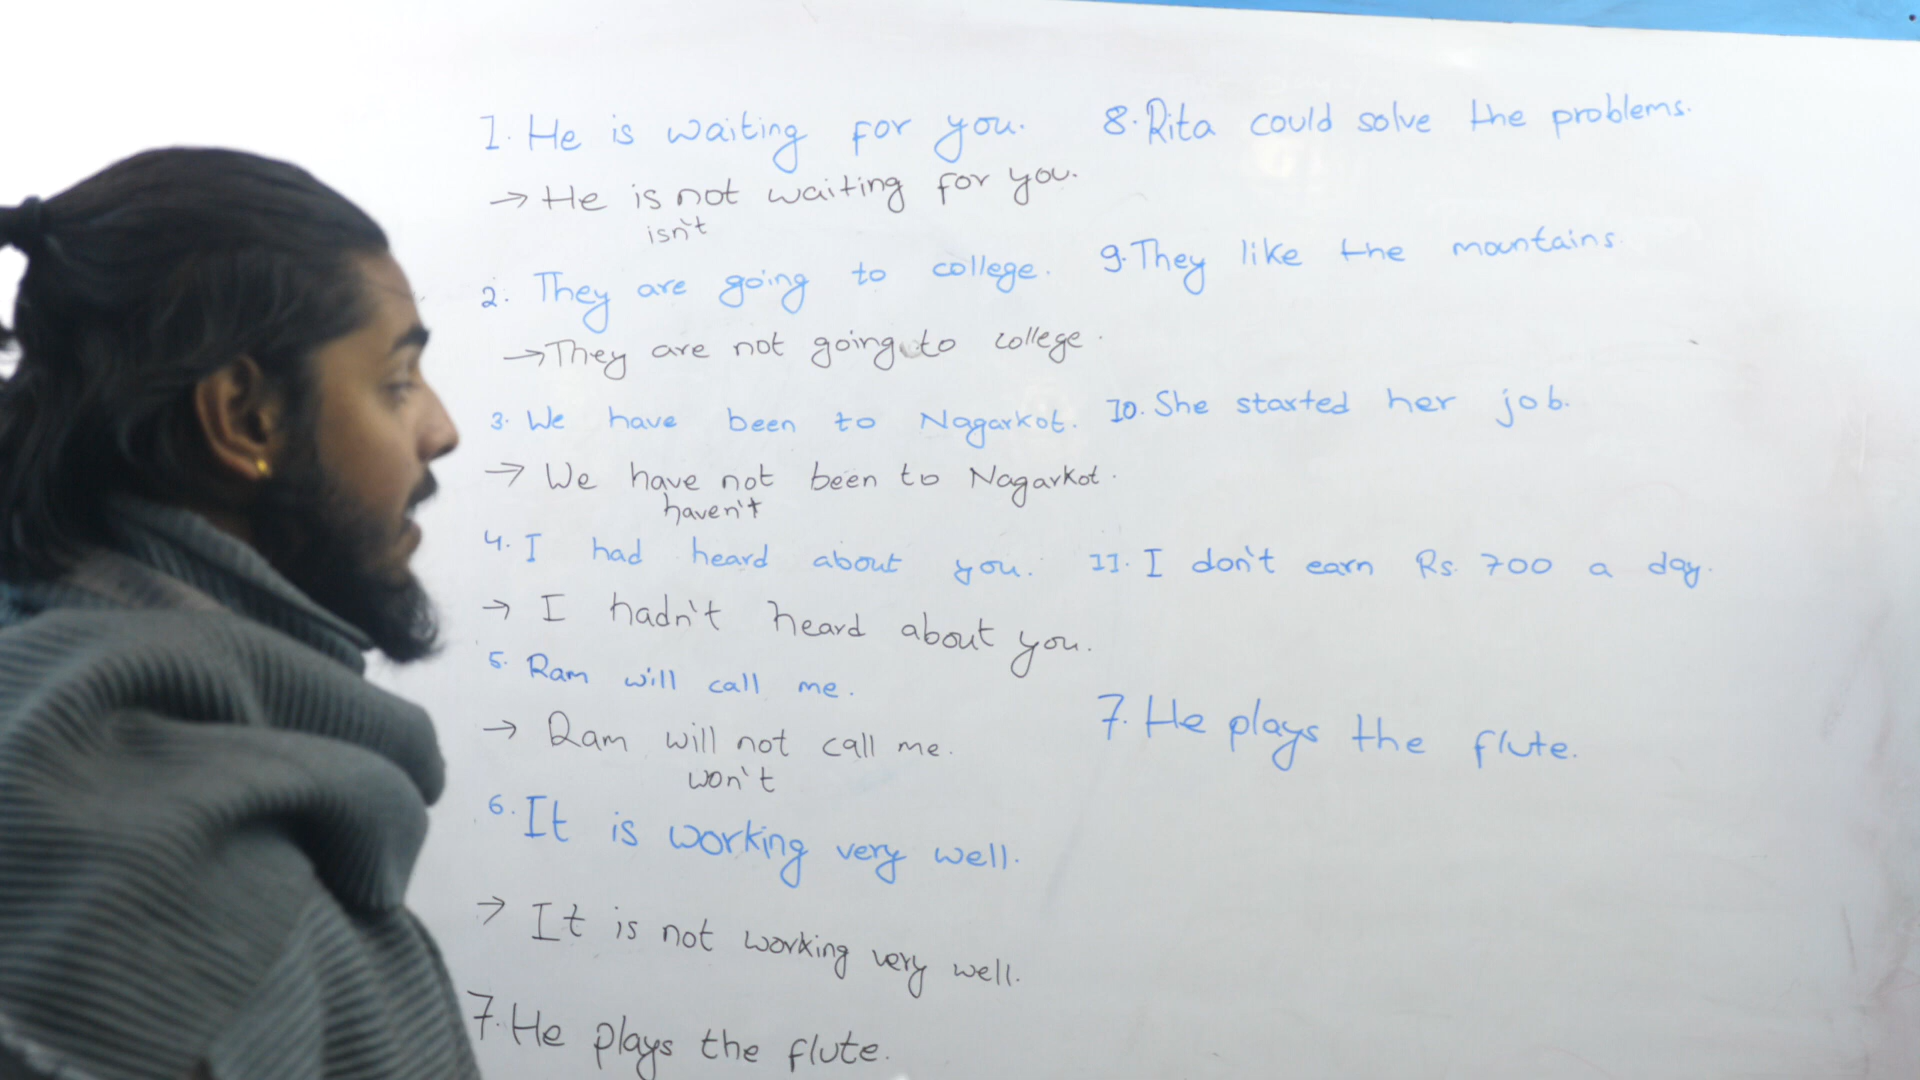 1. He is waiting for you.
→ He is not waiting for you.
isn't
2. They are going to college.
→ They are not going to college.
3. We have been to Nagarkot.
→ We have not been to Nagarkot.
haven't
4. I had heard about you.
→ I hadn't heard about you.
5. Ram will call me.
→ Ram will not call me.
won't
6. It is working very well.
→ It is not working very well.
7. He plays the flute.
8. Rita could solve the problems.
9. They like the mountains.
10. She started her job.
11. I don't earn Rs. 700 a day.
7. He plays the flute.